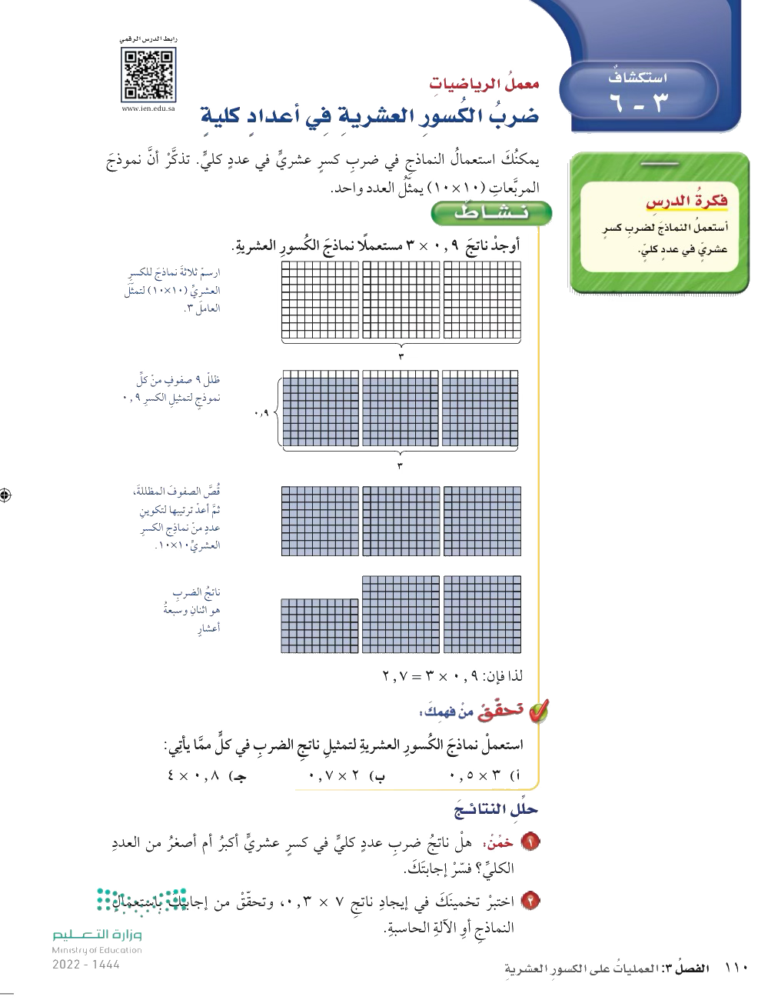 رابط الدرس الرقمي
www.ien.edu.sa
استكشافٌ
٣ - ٦
معملُ الرياضياتِ
ضربُ الكُسورِ العشريةِ فِي أعدادٍ كليةٍ
يمكنُكَ استعمالُ النماذجِ في ضربِ كسرٍ عشريٍّ في عددٍ كليٍّ. تذكَّرْ أنَّ نموذجَ
المربَّعاتِ (١٠×١٠) يمثّلُ العدد واحد.
فكرةُ الدرسِ
أستعملُ النماذجَ لضربِ كسرٍ
عشريّ في عددٍ كليّ.
نشاطٌ
أوجدْ ناتجَ ٠,٩ × ٣ مستعملًا نماذجَ الكُسورِ العشريةِ.
ارسمْ ثلاثةَ نماذجَ للكسرِ
العشريِّ (١٠×١٠) لتمثّلَ
العاملَ ٣.
٣
ظللْ ٩ صفوفٍ منْ كلِّ
نموذجٍ لتمثيلِ الكسرِ ٠,٩
٠,٩
٣
قُصَّ الصفوفَ المظللةَ،
ثمَّ أعدْ ترتيبها لتكوينِ
عددٍ منْ نماذجِ الكسرِ
العشريِّ ١٠×١٠.
ناتجُ الضربِ
هو اثنانِ وسبعةُ
أعشارٍ
لذا فإن: ٠,٩ × ٣ = ٢,٧
تحقَّقْ منْ فهمِكَ:
استعملْ نماذجَ الكُسورِ العشريةِ لتمثيلِ ناتجِ الضربِ في كلٍّ ممَّا يأتِي:
أ) ٣ × ٠,٥ ب) ٢ × ٠,٧ جـ) ٠,٨ × ٤
حلِّلِ النتائجَ
١ خمِّنْ: هلْ ناتجُ ضربِ عددٍ كليٍّ في كسرٍ عشريٍّ أكبرُ أم أصغرُ من العددِ
الكليِّ؟ فسّرْ إجابتَكَ.
٢ اختبرْ تخمينَكَ في إيجادِ ناتجِ ٧ × ٠,٣، وتحقّقْ من إجابتِكَ باستعمالِ
النماذجِ أوِ الآلةِ الحاسبةِ.
وزارة التعليم
Ministry of Education
2022 - 1444
١١٠ الفصلُ ٣: العملياتُ على الكسورِ العشريةِ